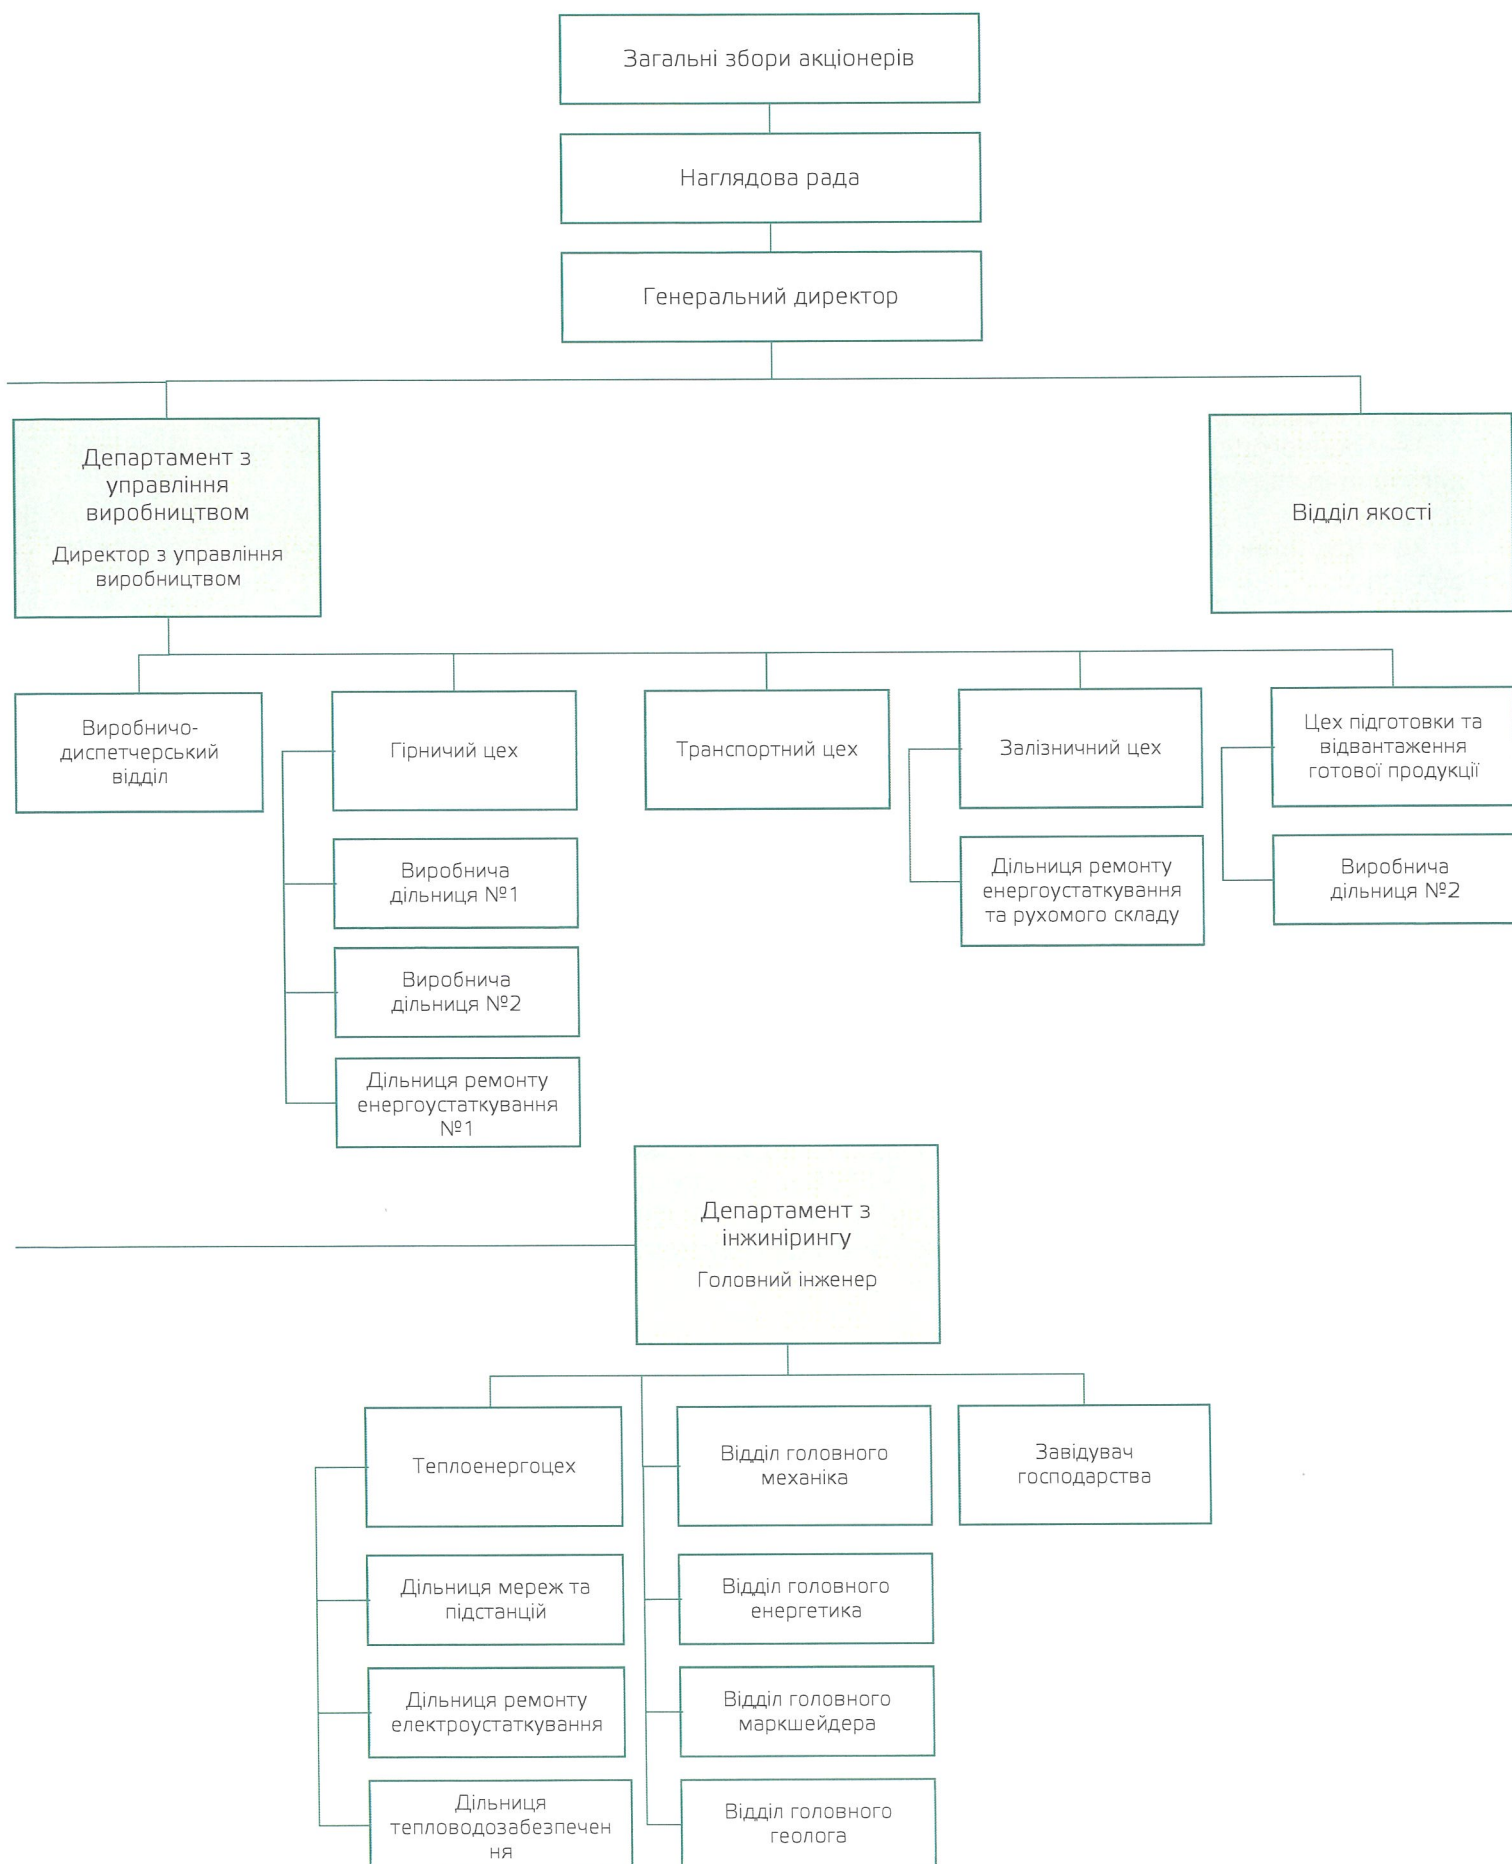 Загальні збори акціонерів
Наглядова рада
Генеральний директор
Департамент з
управління
виробництвом
Директор з управління
виробництвом
Відділ якості
Виробничо-
диспетчерський
відділ
Гірничий цех
Транспортний цех
Залізничний цех
Цех підготовки та
відвантаження
готової продукції
Виробнича
дільниця №1
Виробнича
дільниця №2
Дільниця ремонту
енергоустаткування
№1
Дільниця ремонту
енергоустаткування
та рухомого складу
Виробнича
дільниця №2
Департамент з
інжинірингу
Головний інженер
Теплоенергоцех
Дільниця мереж та
підстанцій
Дільниця ремонту
електроустаткування
Дільниця
тепловодозабезпечен
ня
Відділ головного
механіка
Відділ головного
енергетика
Відділ головного
маркшейдера
Відділ головного
геолога
Завідувач
господарства